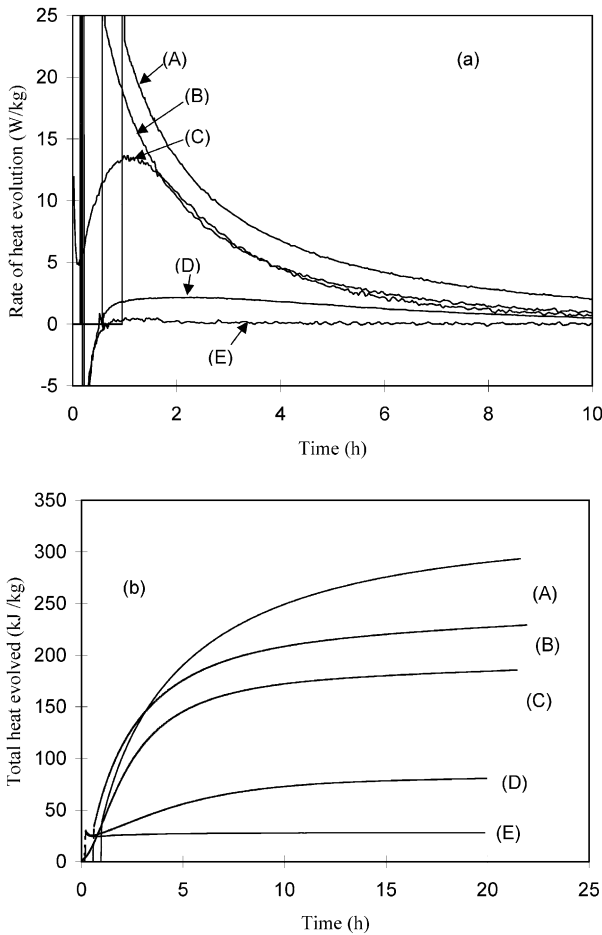 25
20
15
10
5
0
-5
Rate of heat evolution (W/kg)
(A)
(a)
(B)
(C)
(D)
(E)
0 2 4 6 8 10
Time (h)
350
300
250
200
150
100
50
0
Total heat evolved (kJ /kg)
(b)
(A)
(B)
(C)
(D)
(E)
0 5 10 15 20 25
Time (h)